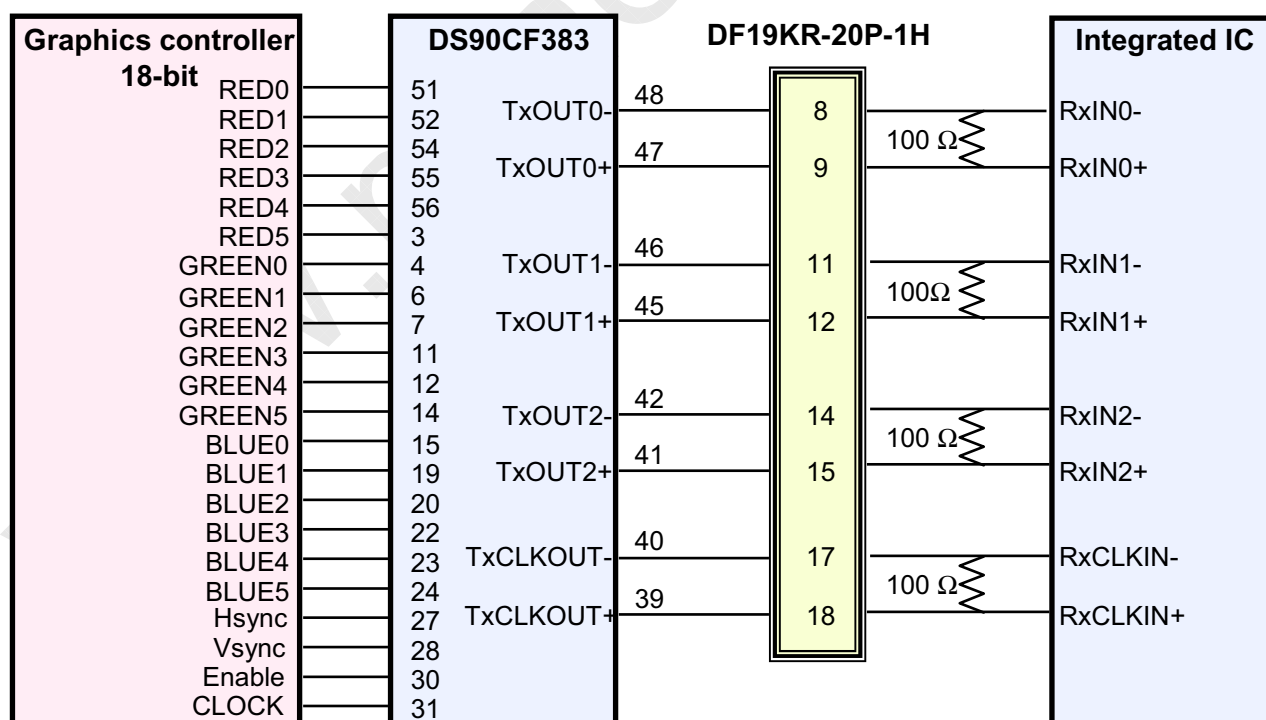 Graphics controller
18-bit
DS90CF383
DF19KR-20P-1H
Integrated IC
RED0 51
RED1 52
RED2 54
RED3 55
RED4 56
RED5 3
GREEN0 4
GREEN1 6
GREEN2 7
GREEN3 11
GREEN4 12
GREEN5 14
BLUE0 15
BLUE1 19
BLUE2 20
BLUE3 22
BLUE4 23
BLUE5 24
Hsync 27
Vsync 28
Enable 30
CLOCK 31
TxOUT0- 48 8 RxIN0-
100 Ω
TxOUT0+ 47 9 RxIN0+
TxOUT1- 46 11 RxIN1-
100Ω
TxOUT1+ 45 12 RxIN1+
TxOUT2- 42 14 RxIN2-
100 Ω
TxOUT2+ 41 15 RxIN2+
TxCLKOUT- 40 17 RxCLKIN-
100 Ω
TxCLKOUT+ 39 18 RxCLKIN+